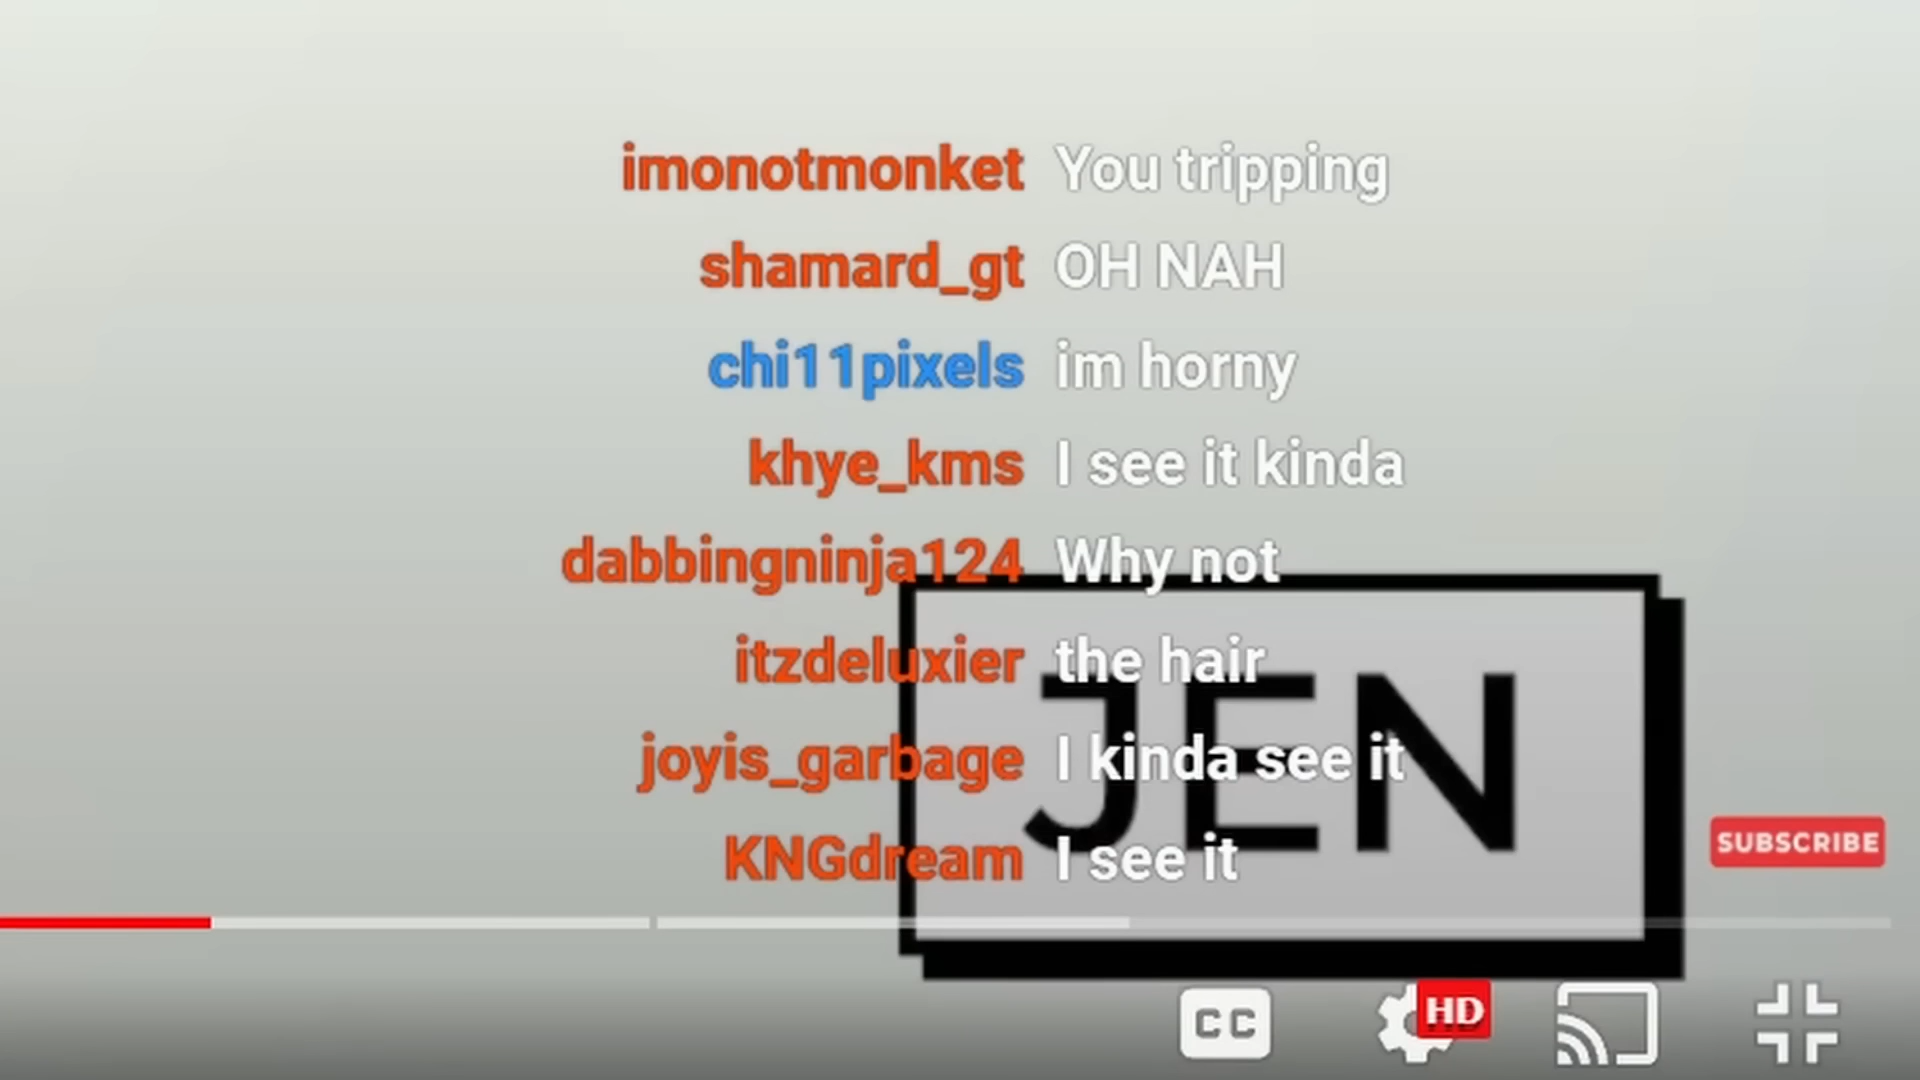 imonotmonket You tripping
shamard_gt OH NAH
chi11pixels im horny
khye_kms I see it kinda
dabbingninja124 Why not
itzdeluxier the hair
joyis_garbage I kinda see it
KNGdream I see it
JEN
SUBSCRIBE
CC
HD